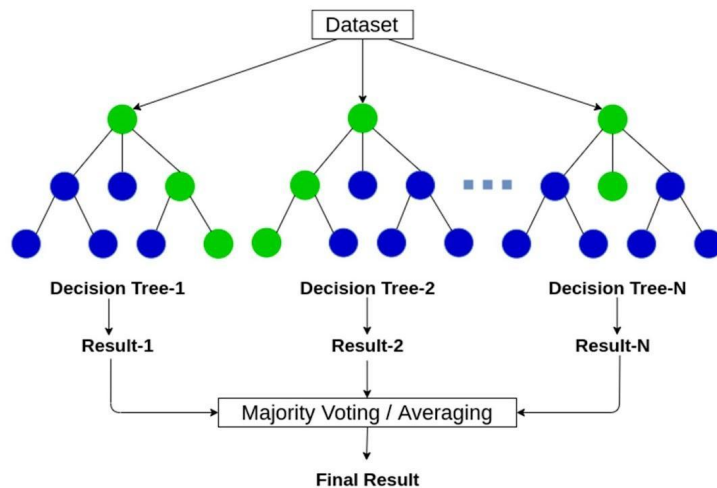 Dataset
Decision Tree-1
Decision Tree-2
Decision Tree-N
Result-1
Result-2
Result-N
Majority Voting / Averaging
Final Result